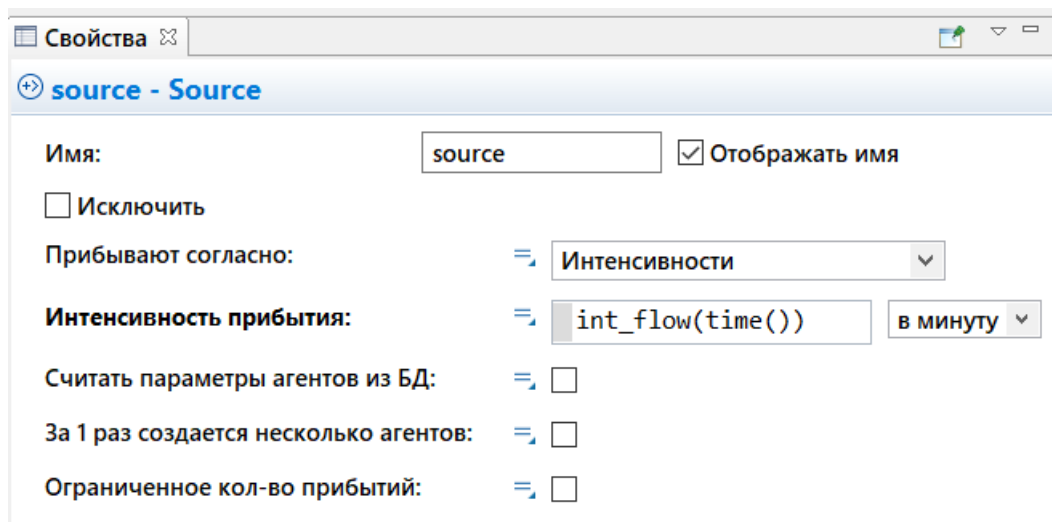 Свойства
source - Source
Имя: source Отображать имя
Исключить
Прибывают согласно: Интенсивности
Интенсивность прибытия: int_flow(time()) в минуту
Считать параметры агентов из БД:
За 1 раз создается несколько агентов:
Ограниченное кол-во прибытий: